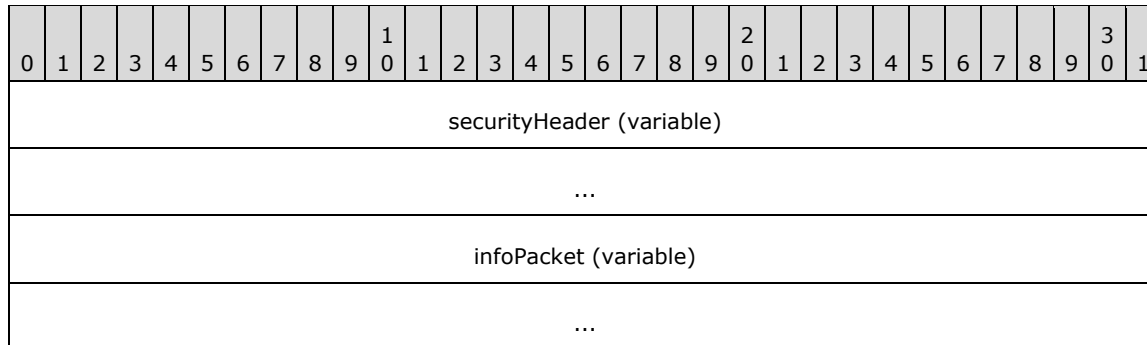 1 2 3
0 1 2 3 4 5 6 7 8 9 0 1 2 3 4 5 6 7 8 9 0 1 2 3 4 5 6 7 8 9 0 1
securityHeader (variable)
...
infoPacket (variable)
...